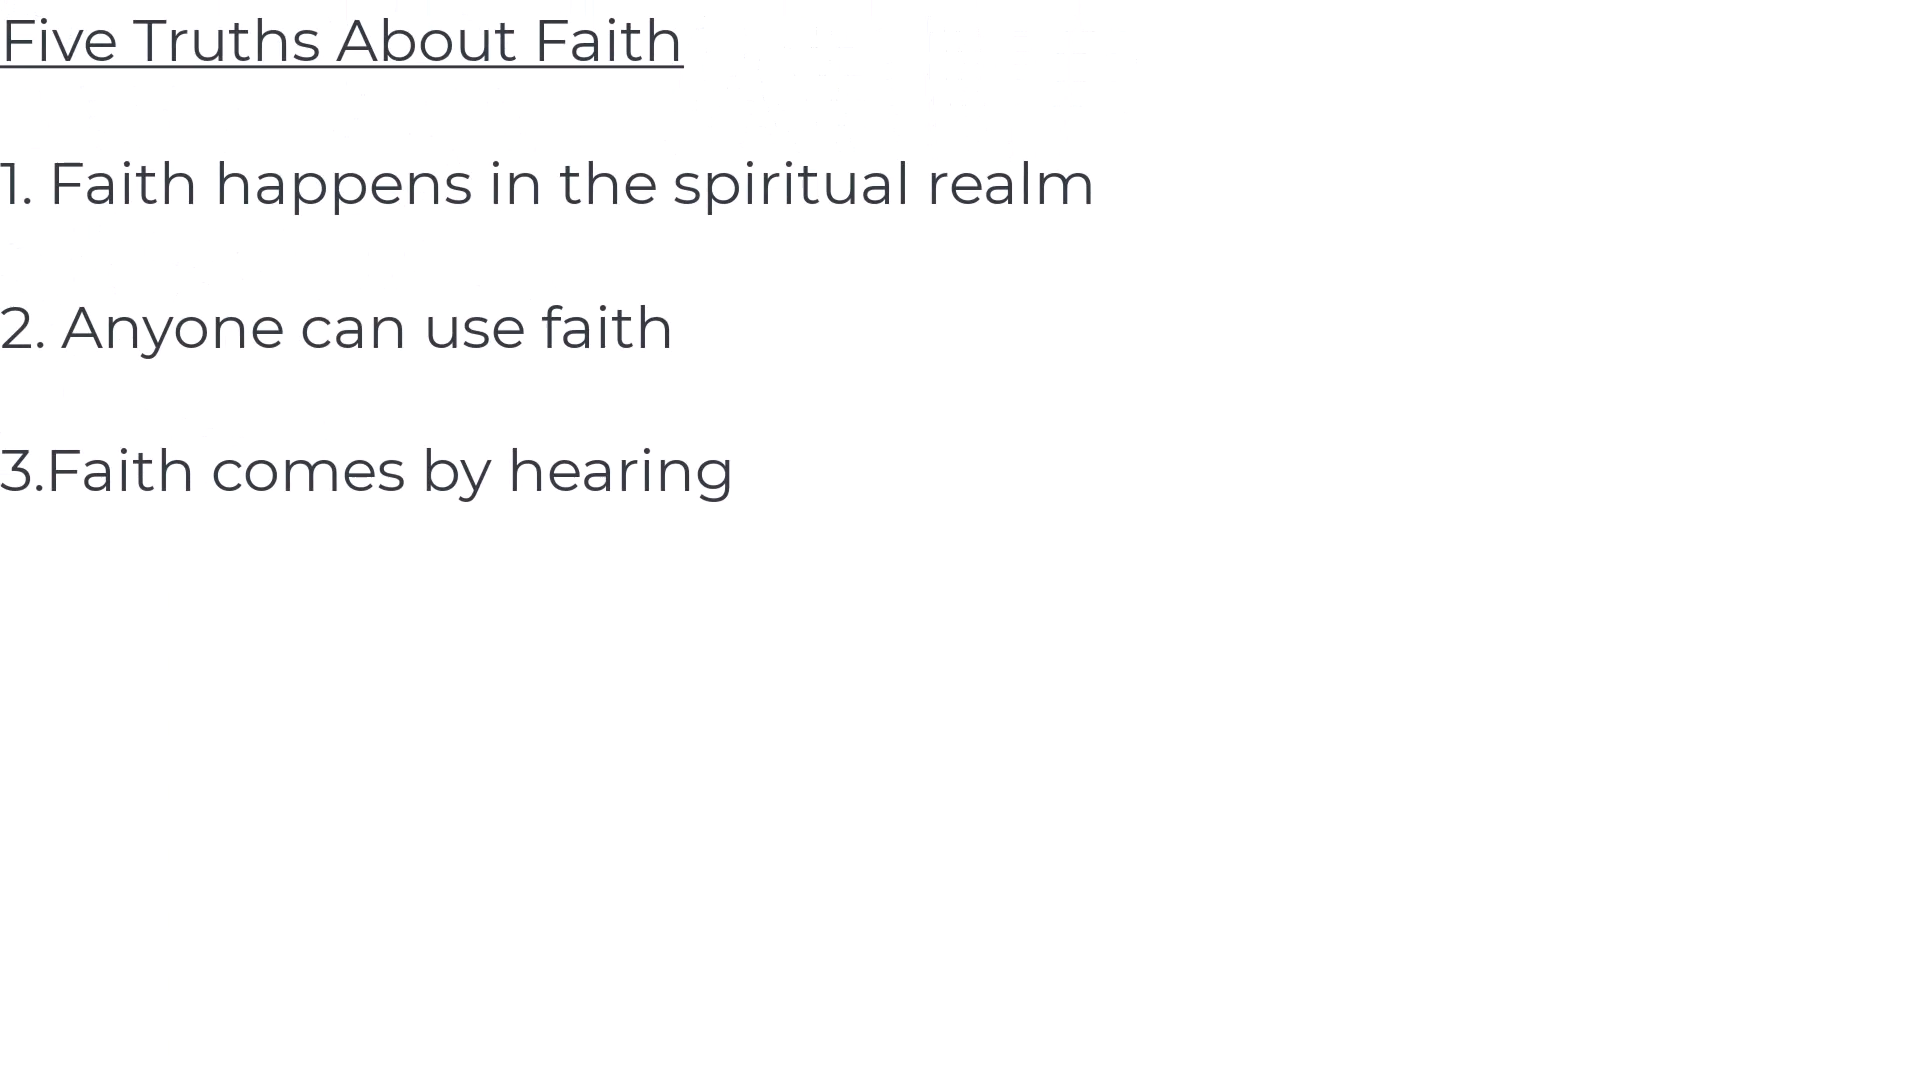 Five Truths About Faith
1. Faith happens in the spiritual realm
2. Anyone can use faith
3.Faith comes by hearing